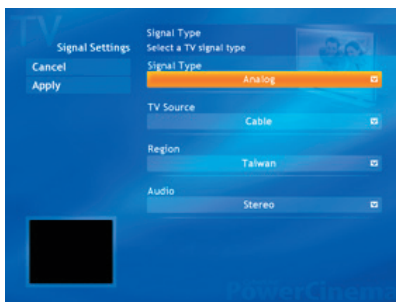 TV
Signal Settings
Cancel
Apply
Signal Type
Select a TV signal type
Signal Type
Analog
TV Source
Cable
Region
Taiwan
Audio
Stereo
PowerCinema